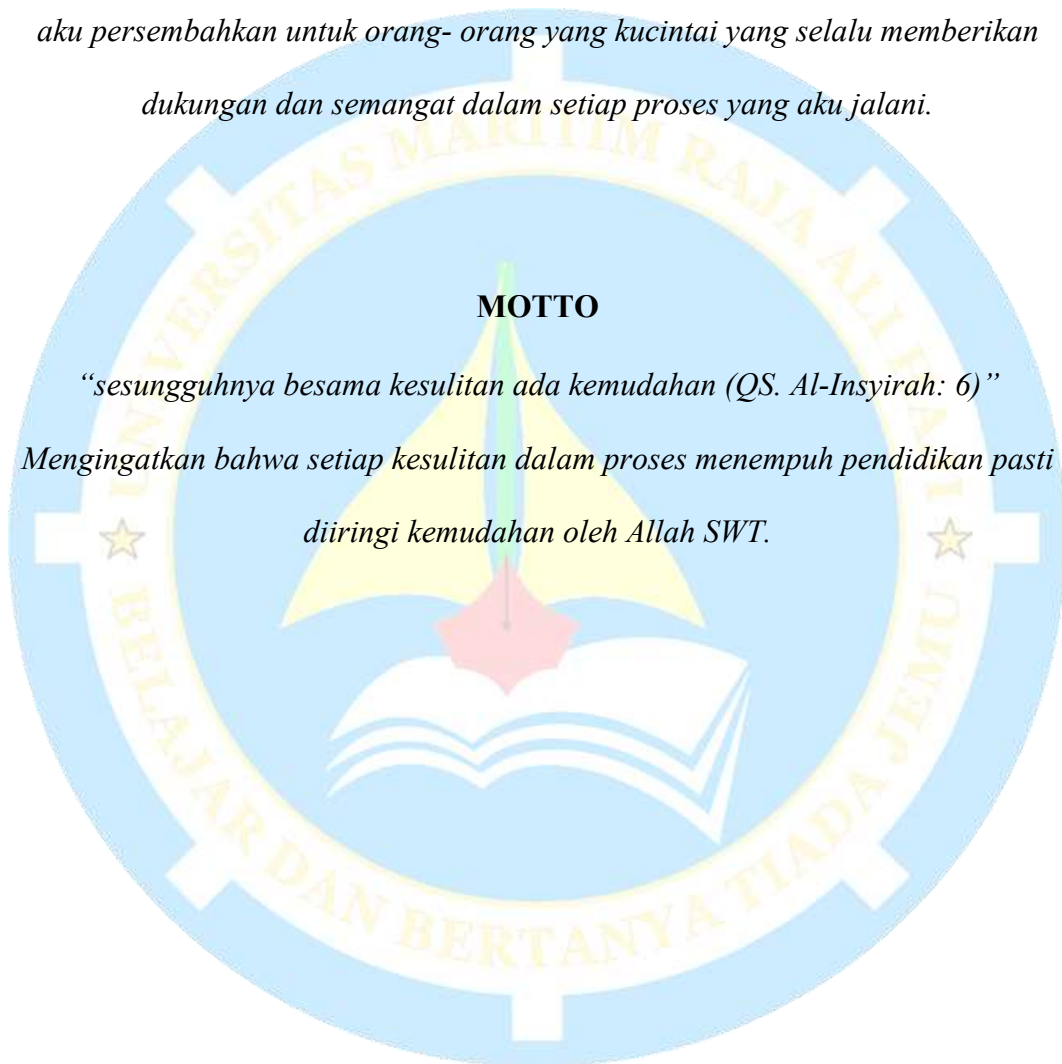 aku persembahkan untuk orang- orang yang kucintai yang selalu memberikan
dukungan dan semangat dalam setiap proses yang aku jalani.
UNIVERSITAS MARITIM RAJA ALI HAJI
MOTTO
“sesungguhnya besama kesulitan ada kemudahan (QS. Al-Insyirah: 6)”
Mengingatkan bahwa setiap kesulitan dalam proses menempuh pendidikan pasti
diiringi kemudahan oleh Allah SWT.
BELAJAR DAN BERTANYA TIADA JEMU